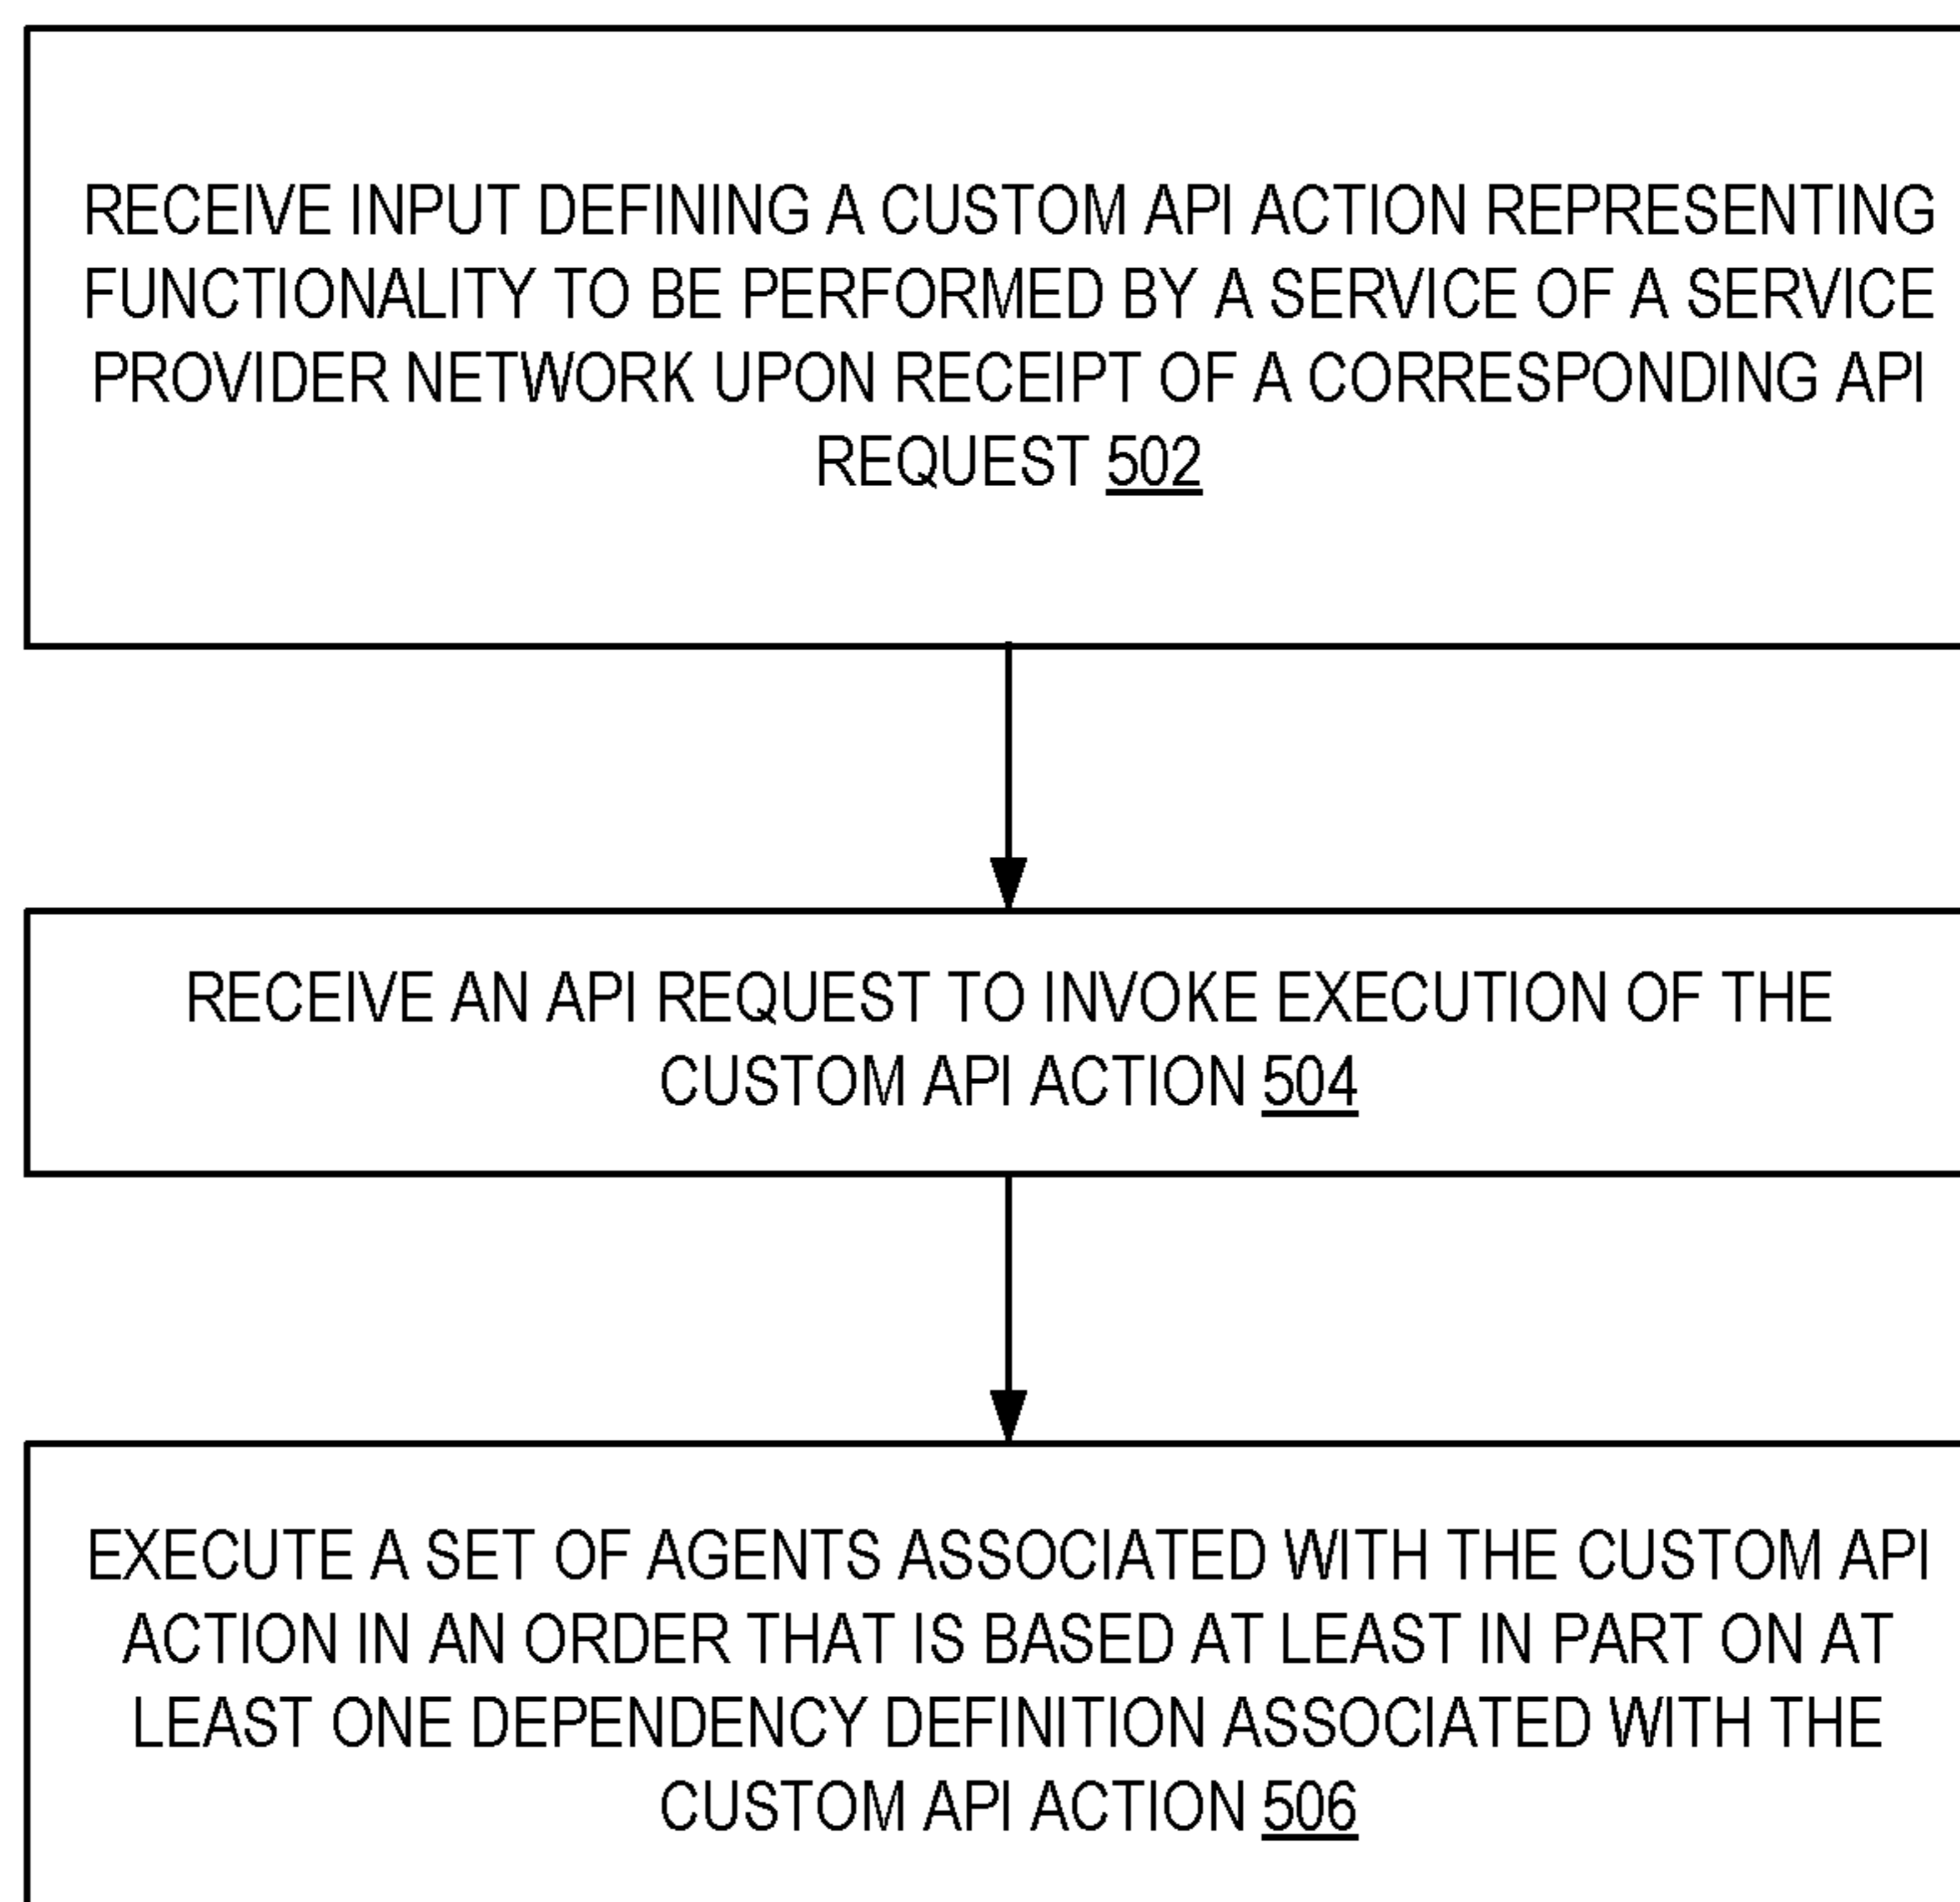 RECEIVE INPUT DEFINING A CUSTOM API ACTION REPRESENTING
FUNCTIONALITY TO BE PERFORMED BY A SERVICE OF A SERVICE
PROVIDER NETWORK UPON RECEIPT OF A CORRESPONDING API
REQUEST 502
RECEIVE AN API REQUEST TO INVOKE EXECUTION OF THE
CUSTOM API ACTION 504
EXECUTE A SET OF AGENTS ASSOCIATED WITH THE CUSTOM API
ACTION IN AN ORDER THAT IS BASED AT LEAST IN PART ON AT
LEAST ONE DEPENDENCY DEFINITION ASSOCIATED WITH THE
CUSTOM API ACTION 506